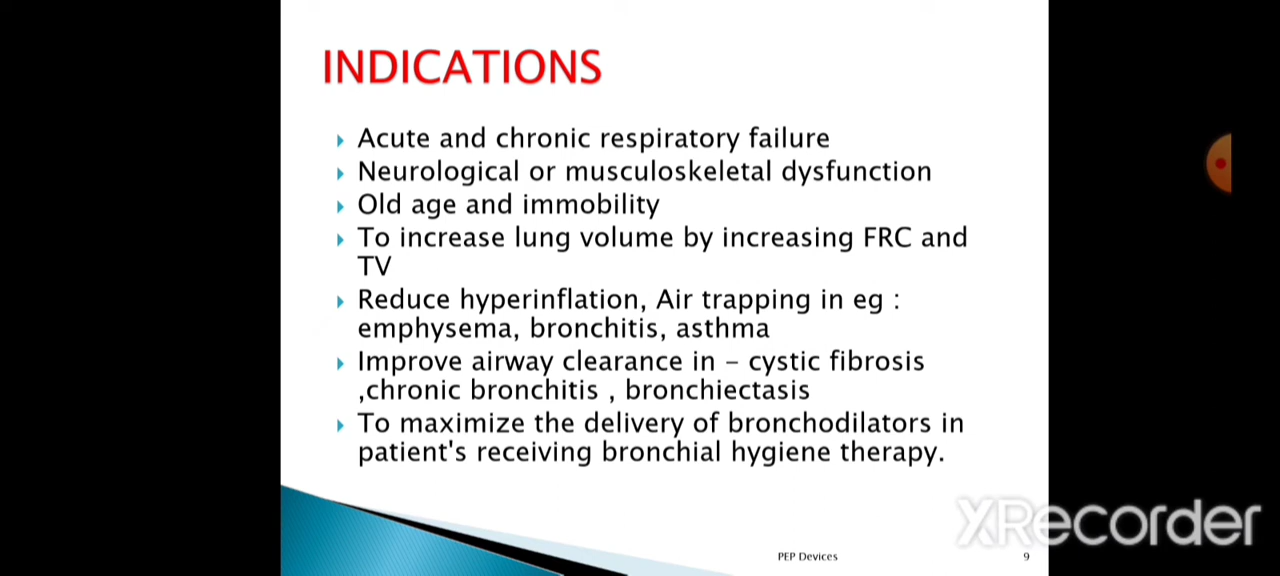 INDICATIONS
Acute and chronic respiratory failure
Neurological or musculoskeletal dysfunction
Old age and immobility
To increase lung volume by increasing FRC and
TV
Reduce hyperinflation, Air trapping in eg :
emphysema, bronchitis, asthma
Improve airway clearance in – cystic fibrosis
,chronic bronchitis , bronchiectasis
To maximize the delivery of bronchodilators in
patient's receiving bronchial hygiene therapy.
XRecorder
PEP Devices
9